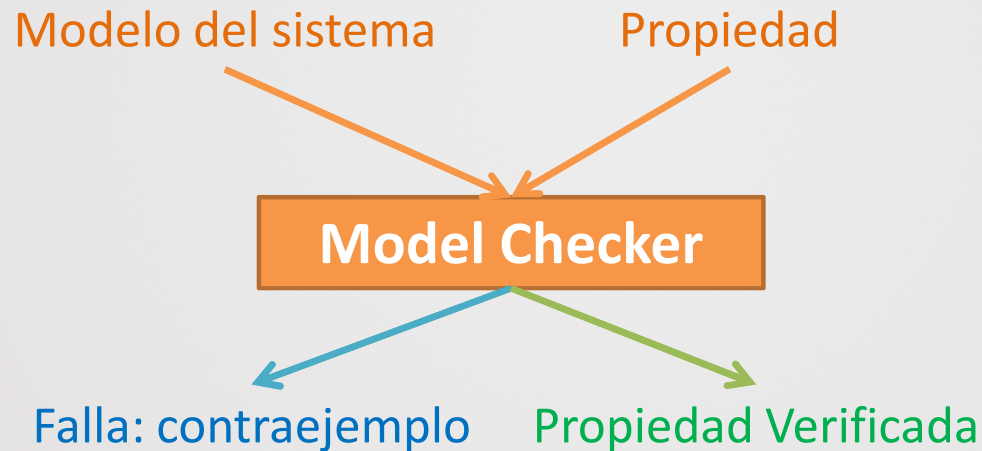 Modelo del sistema
Propiedad
Model Checker
Falla: contraejemplo
Propiedad Verificada